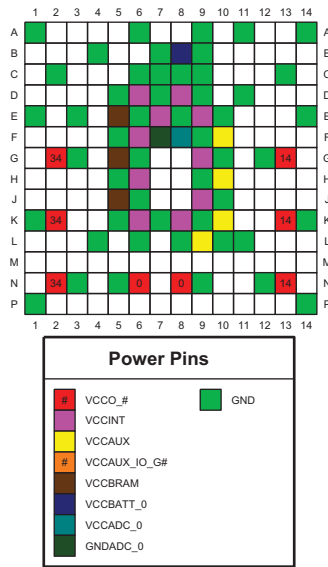 1 2 3 4 5 6 7 8 9 10 11 12 13 14
A A
B B
C C
D D
E E
F F
G 34 14 G
H H
J J
K 34 14 K
L L
M M
N 34 0 0 14 N
P P
1 2 3 4 5 6 7 8 9 10 11 12 13 14
Power Pins
# VCCO_# GND
VCCINT
VCCAUX
# VCCAUX_IO_G#
VCCBRAM
VCCBATT_0
VCCADC_0
GNDADC_0